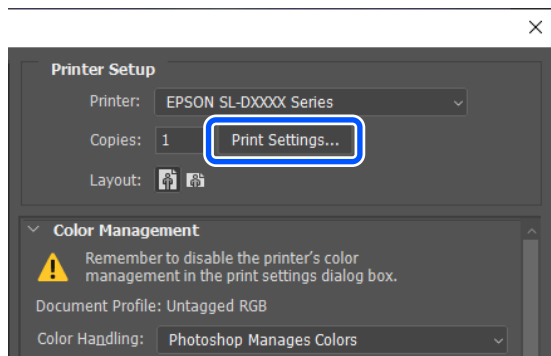 Printer Setup
Printer: EPSON SL-DXXXX Series
Copies: 1 Print Settings...
Layout:
Color Management
Remember to disable the printer's color
management in the print settings dialog box.
Document Profile: Untagged RGB
Color Handling: Photoshop Manages Colors